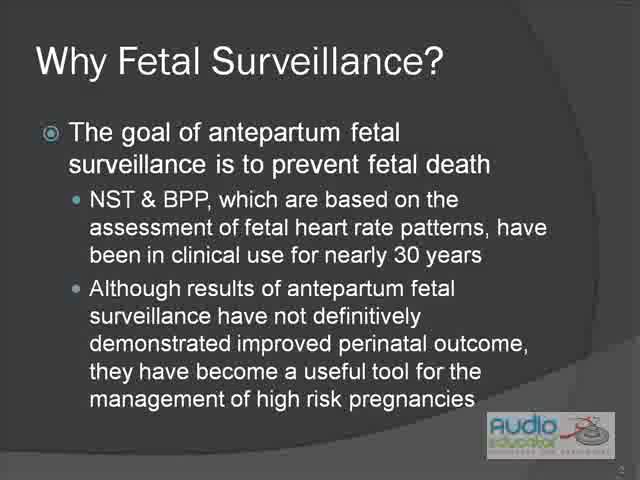 Why Fetal Surveillance?
The goal of antepartum fetal
surveillance is to prevent fetal death
NST & BPP, which are based on the
assessment of fetal heart rate patterns, have
been in clinical use for nearly 30 years
Although results of antepartum fetal
surveillance have not definitively
demonstrated improved perinatal outcome,
they have become a useful tool for the
management of high risk pregnancies
AUDIO
EDUCATOR
2